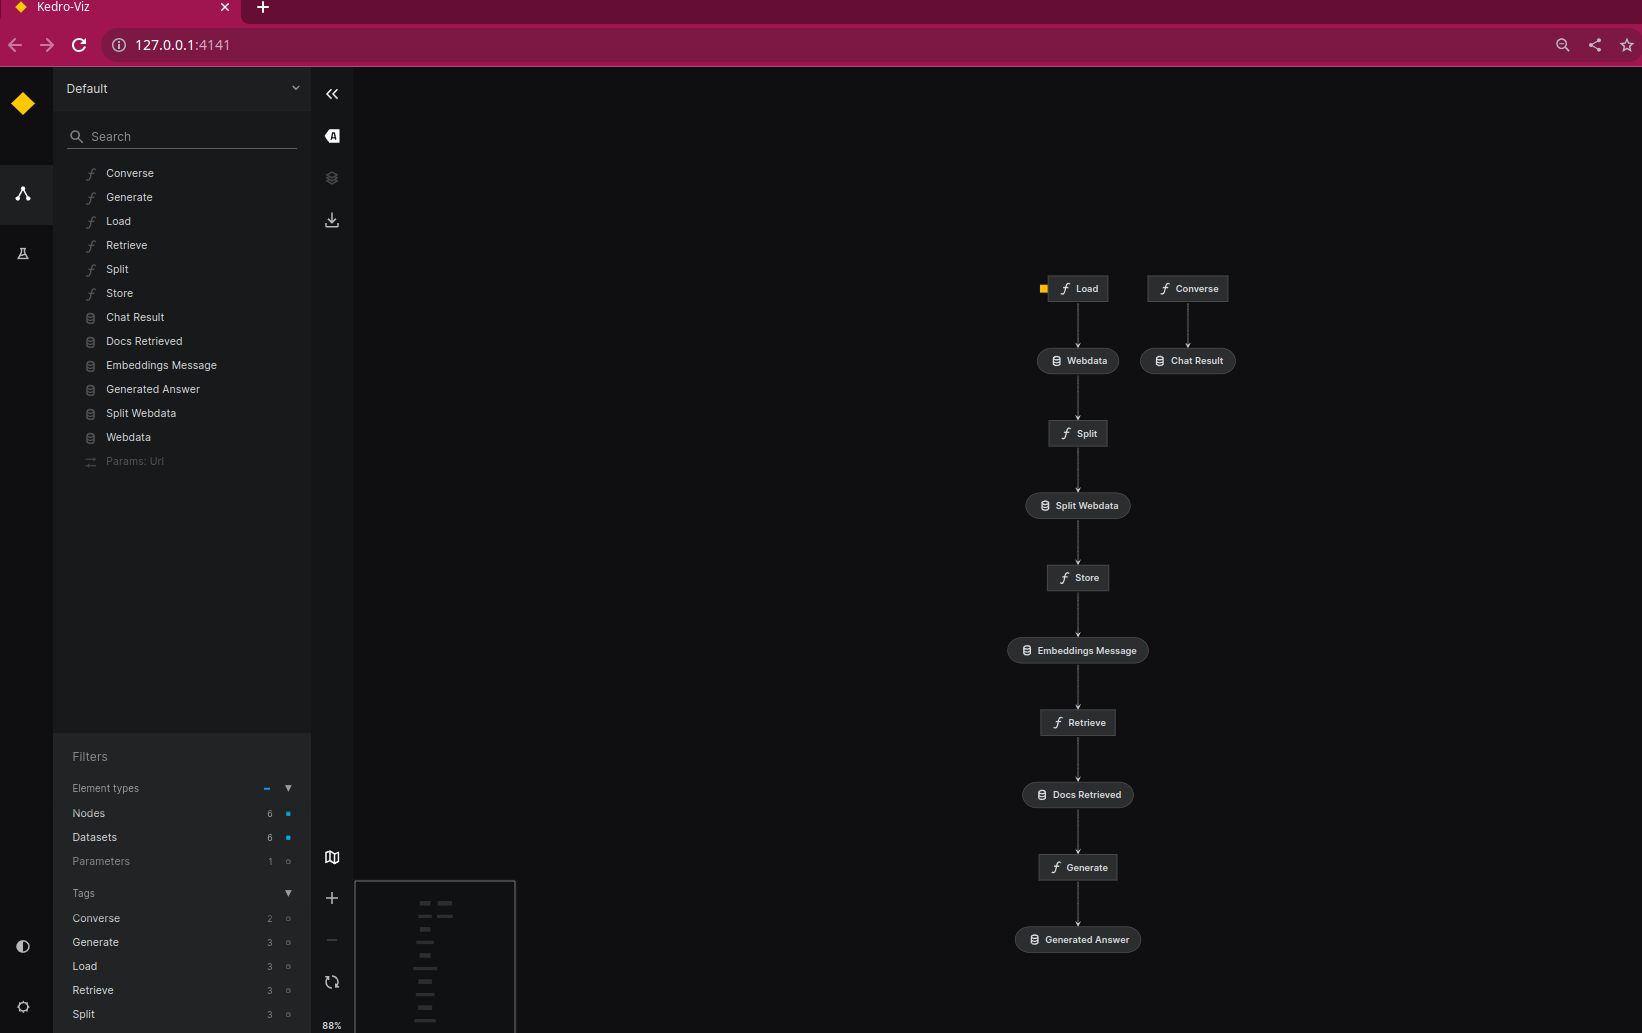 Kedro-Viz
127.0.0.1:4141
Default
Search
Converse
Generate
Load
Retrieve
Split
Store
Chat Result
Docs Retrieved
Embeddings Message
Generated Answer
Split Webdata
Webdata
Params: Url
Filters
Element types
Nodes 6
Datasets 6
Parameters 1
Tags
Converse 2
Generate 3
Load 3
Retrieve 3
Split 3
A
88%
Load Converse
Webdata Chat Result
Split
Split Webdata
Store
Embeddings Message
Retrieve
Docs Retrieved
Generate
Generated Answer